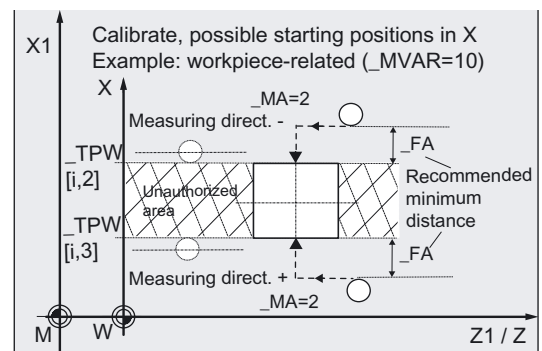 X1
Calibrate, possible starting positions in X
Example: workpiece-related (_MVAR=10)
X
_MA=2
Measuring direct. -
_FA
_TPW
[i,2]
Recommended
minimum
distance
Unauthorized
area
_TPW
[i,3]
_FA
Measuring direct. +
_MA=2
M
W
Z1 / Z